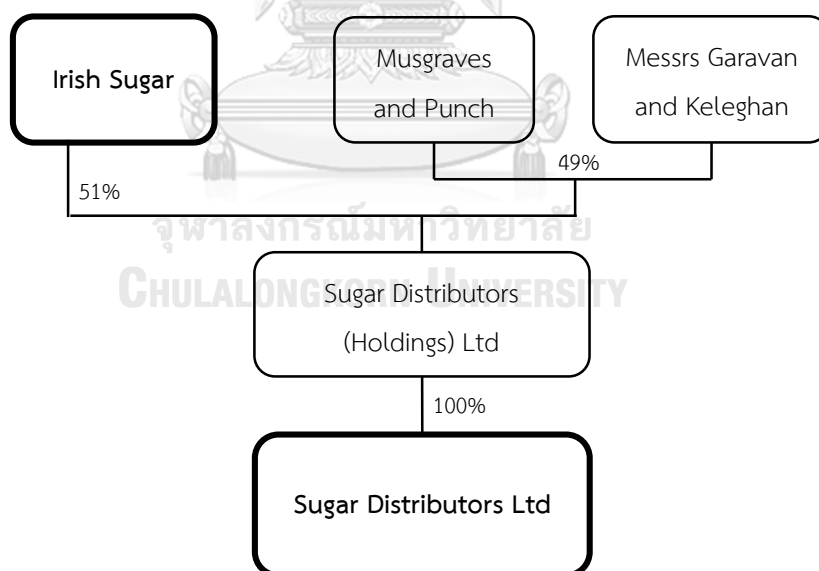 Irish Sugar
Musgraves
and Punch
Messrs Garavan
and Keleghan
49%
51%
จุฬาลงกรณ์มหาวิทยาลัย
CHULALONGKORN UNIVERSITY
Sugar Distributors
(Holdings) Ltd
100%
Sugar Distributors Ltd